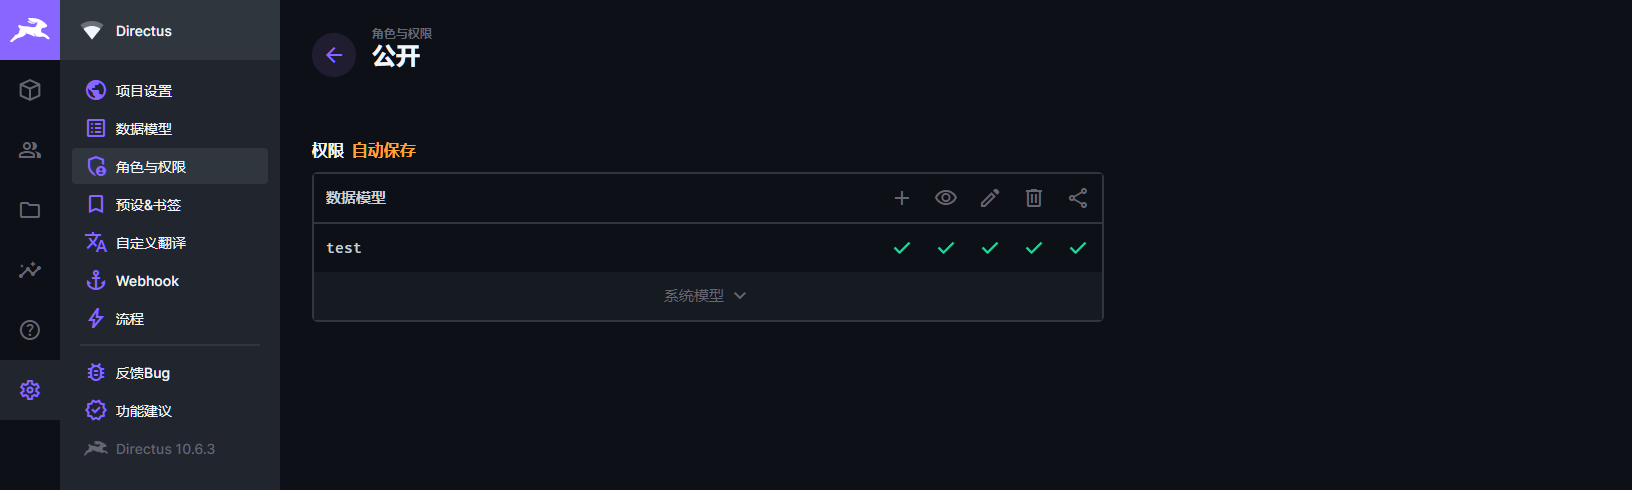 Directus
项目设置
数据模型
角色与权限
预设&书签
自定义翻译
Webhook
流程
反馈Bug
功能建议
Directus 10.6.3
角色与权限
公开
权限 自动保存
数据模型
test
系统模型